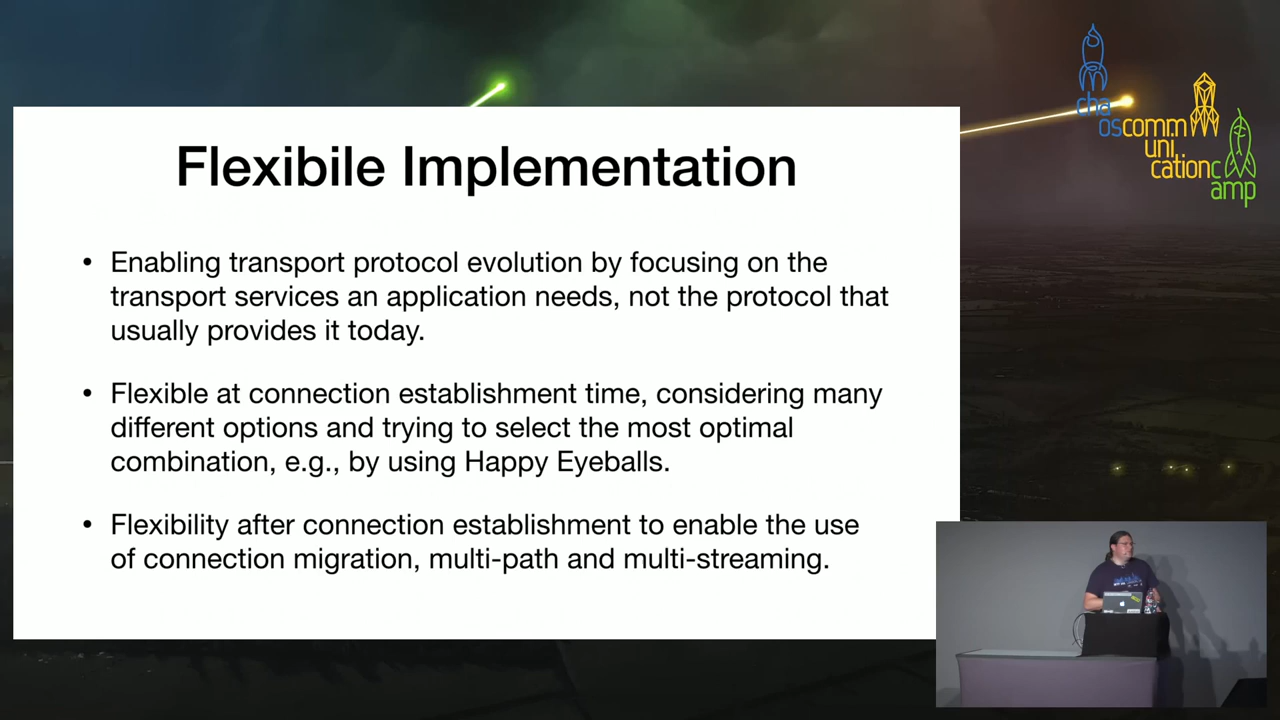 Flexibile Implementation
• Enabling transport protocol evolution by focusing on the
transport services an application needs, not the protocol that
usually provides it today.
• Flexible at connection establishment time, considering many
different options and trying to select the most optimal
combination, e.g., by using Happy Eyeballs.
• Flexibility after connection establishment to enable the use
of connection migration, multi-path and multi-streaming.
cha
oscomm
uni
cationc
amp